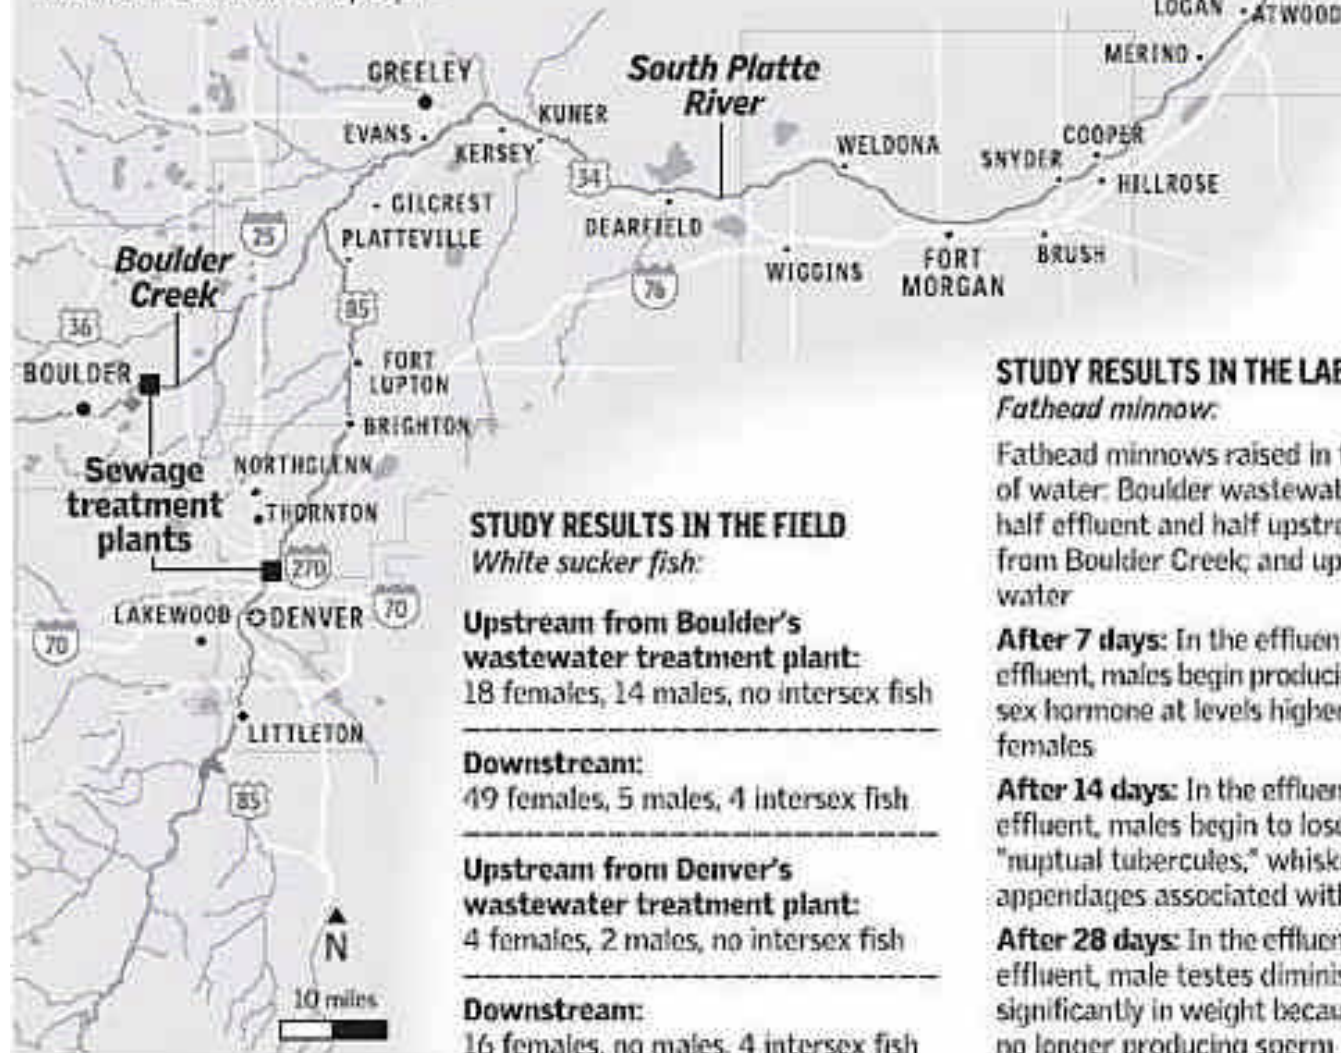 LOGAN
ATWOOD
MERINO
GREELEY
South Platte
River
KUNER
EVANS
KERSEY
COOPER
WELDONA
SNYDER
34
HILLROSE
GILCREST
DEARFIELD
25
PLATTEVILLE
BRUSH
Boulder
Creek
WIGGINS
FORT
MORGAN
76
85
36
BOULDER
FORT
LUPTON
BRIGHTON
Sewage
treatment
plants
NORTHGLENN
THORNTON
270
LAKEWOOD
DENVER
70
70
LITTLETON
85
N
10 miles
STUDY RESULTS IN THE FIELD
White sucker fish:
Upstream from Boulder's
wastewater treatment plant:
18 females, 14 males, no intersex fish
Downstream:
49 females, 5 males, 4 intersex fish
Upstream from Denver's
wastewater treatment plant:
4 females, 2 males, no intersex fish
Downstream:
16 females, no males, 4 intersex fish
STUDY RESULTS IN THE LAB
Fathead minnow:
Fathead minnows raised in
of water: Boulder wastewat
half effluent and half upstre
from Boulder Creek; and up
water
After 7 days: In the effluen
effluent, males begin produci
sex hormone at levels higher
females
After 14 days: In the effluen
effluent, males begin to lose
"nuptual tubercules," whisk
appendages associated with
After 28 days: In the effluen
effluent, male testes diminis
significantly in weight becau
no longer producing sperm